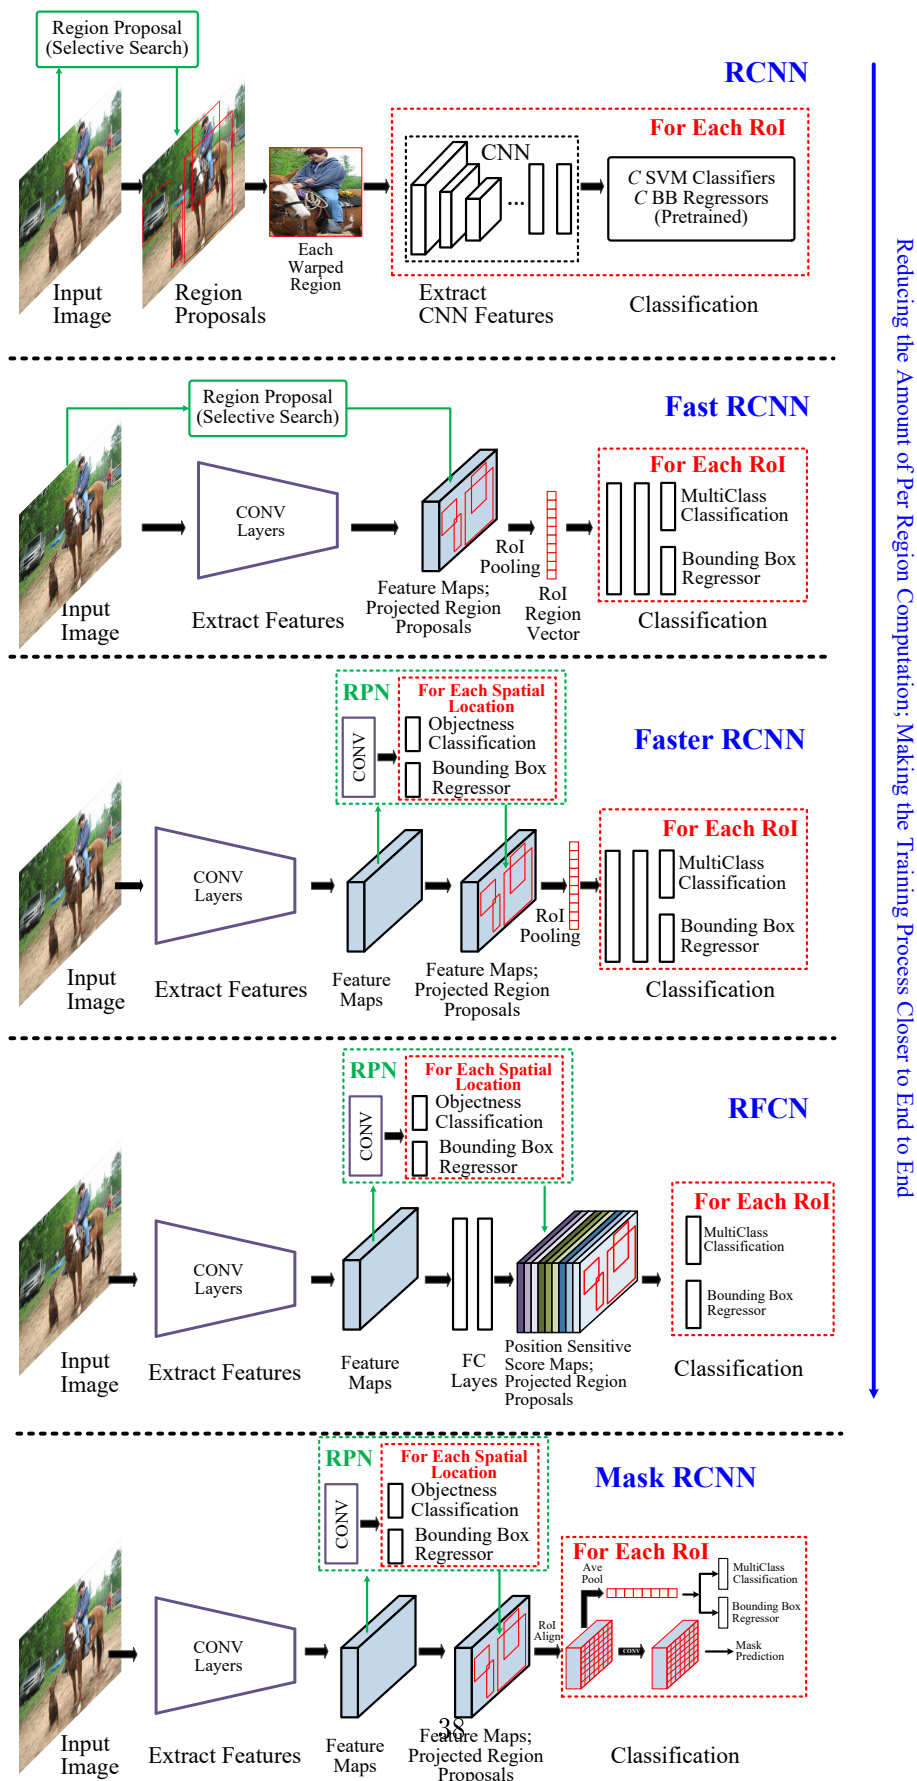 Region Proposal
(Selective Search)
RCNN
For Each RoI
CNN
...
C SVM Classifiers
C BB Regressors
(Pretrained)
Each
Warped
Region
Input
Image
Region
Proposals
Extract
CNN Features
Classification
Region Proposal
(Selective Search)
Fast RCNN
For Each RoI
CONV
Layers
MultiClass
Classification
Bounding Box
Regressor
RoI
Pooling
Input
Image
Extract Features
Feature Maps;
Projected Region
Proposals
RoI
Region
Vector
Classification
RPN
For Each Spatial
Location
CONV
Objectness
Classification
Bounding Box
Regressor
Faster RCNN
For Each RoI
CONV
Layers
MultiClass
Classification
Bounding Box
Regressor
RoI
Pooling
Input
Image
Extract Features
Feature
Maps
Feature Maps;
Projected Region
Proposals
Classification
RPN
For Each Spatial
Location
CONV
Objectness
Classification
Bounding Box
Regressor
RFCN
For Each RoI
CONV
Layers
MultiClass
Classification
Bounding Box
Regressor
Input
Image
Extract Features
Feature
Maps
FC
Layes
Position Sensitive
Score Maps;
Projected Region
Proposals
Classification
RPN
For Each Spatial
Location
CONV
Objectness
Classification
Bounding Box
Regressor
Mask RCNN
For Each RoI
Ave
Pool
MultiClass
Classification
Bounding Box
Regressor
CONV
Layers
RoI
Align
CONV
Mask
Prediction
Input
Image
Extract Features
Feature
Maps
Feature Maps;
Projected Region
Proposals
Classification
38
Reducing the Amount of Per Region Computation; Making the Training Process Closer to End to End